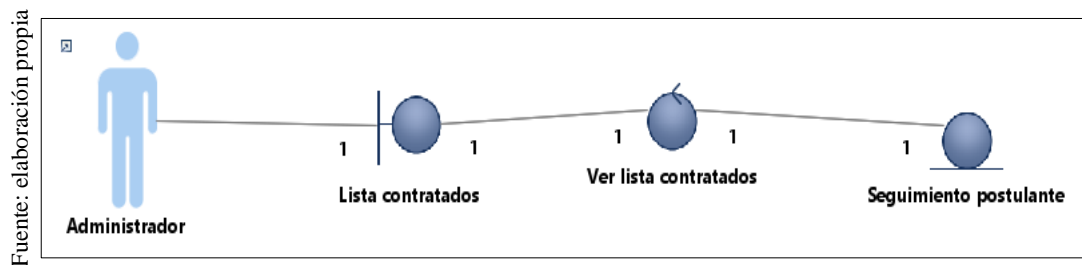 Fuente: elaboración propia
1
1
1
1
1
Lista contratados
Ver lista contratados
Seguimiento postulante
Administrador